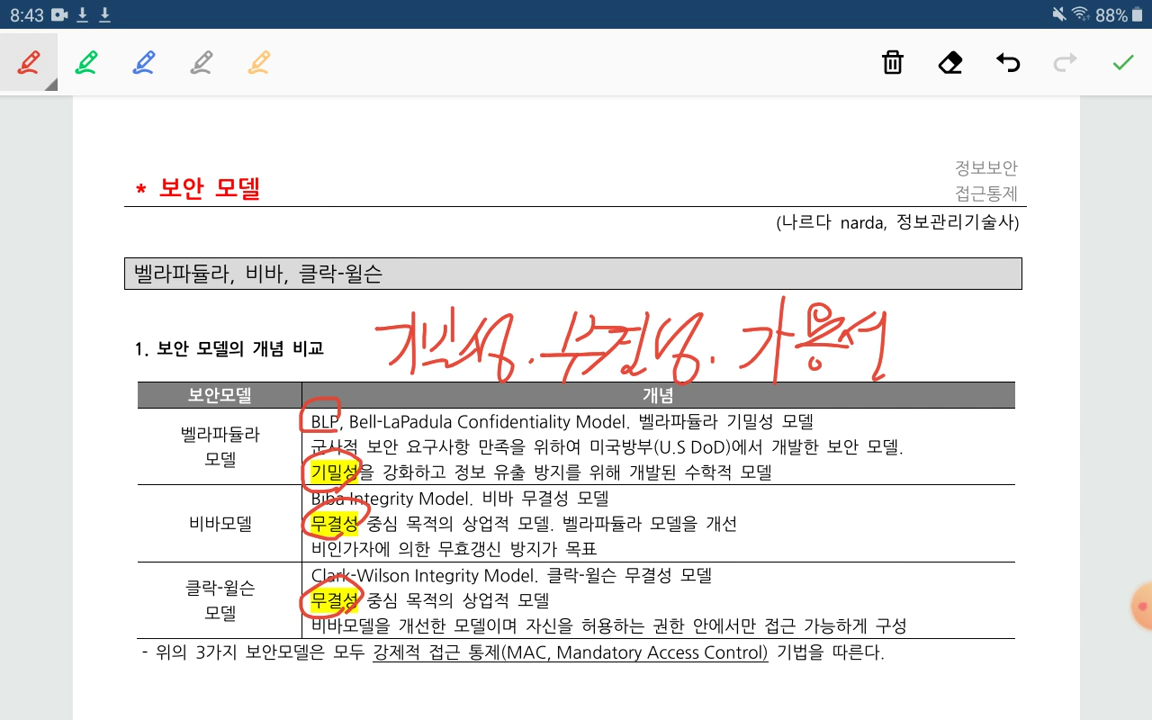 8:43
88%
정보보안
* 보안 모델
접근통제
(나르다 narda, 정보관리기술사)
벨라파듈라, 비바, 클락-윌슨
기밀성. 무결성. 가용성
1. 보안 모델의 개념 비교
보안모델 개념
벨라파듈라 모델
BLP, Bell-LaPadula Confidentiality Model. 벨라파듈라 기밀성 모델
군사적 보안 요구사항 만족을 위하여 미국방부(U.S DoD)에서 개발한 보안 모델.
기밀성을 강화하고 정보 유출 방지를 위해 개발된 수학적 모델
비바모델
Biba Integrity Model. 비바 무결성 모델
무결성 중심 목적의 상업적 모델. 벨라파듈라 모델을 개선
비인가자에 의한 무효갱신 방지가 목표
클락-윌슨 모델
Clark-Wilson Integrity Model. 클락-윌슨 무결성 모델
무결성 중심 목적의 상업적 모델
비바모델을 개선한 모델이며 자신을 허용하는 권한 안에서만 접근 가능하게 구성
- 위의 3가지 보안모델은 모두 강제적 접근 통제(MAC, Mandatory Access Control) 기법을 따른다.